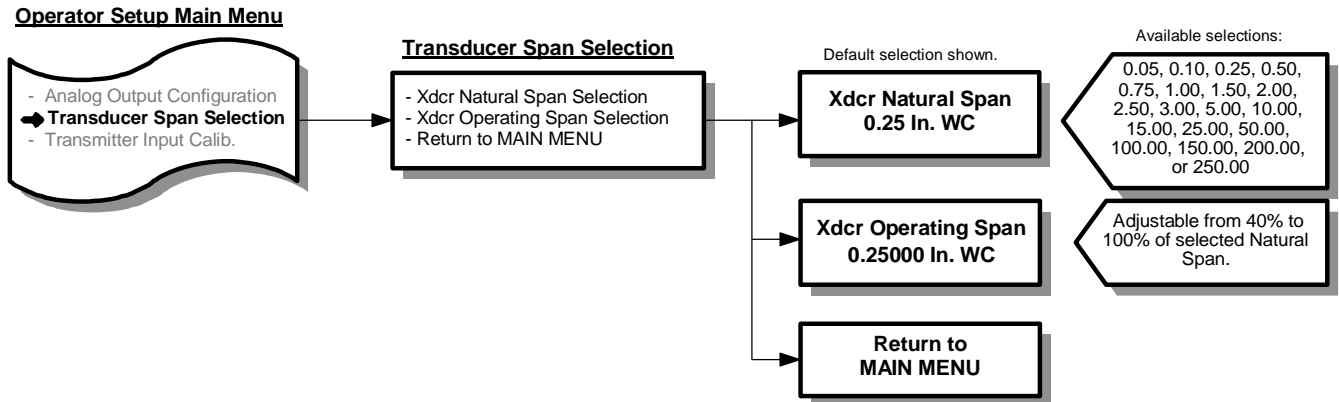 Operator Setup Main Menu
- Analog Output Configuration
Transducer Span Selection
- Transmitter Input Calib.
Transducer Span Selection
- Xdcr Natural Span Selection
- Xdcr Operating Span Selection
- Return to MAIN MENU
Default selection shown.
Xdcr Natural Span
0.25 In. WC
Available selections:
0.05, 0.10, 0.25, 0.50,
0.75, 1.00, 1.50, 2.00,
2.50, 3.00, 5.00, 10.00,
15.00, 25.00, 50.00,
100.00, 150.00, 200.00,
or 250.00
Xdcr Operating Span
0.25000 In. WC
Adjustable from 40% to
100% of selected Natural
Span.
Return to
MAIN MENU